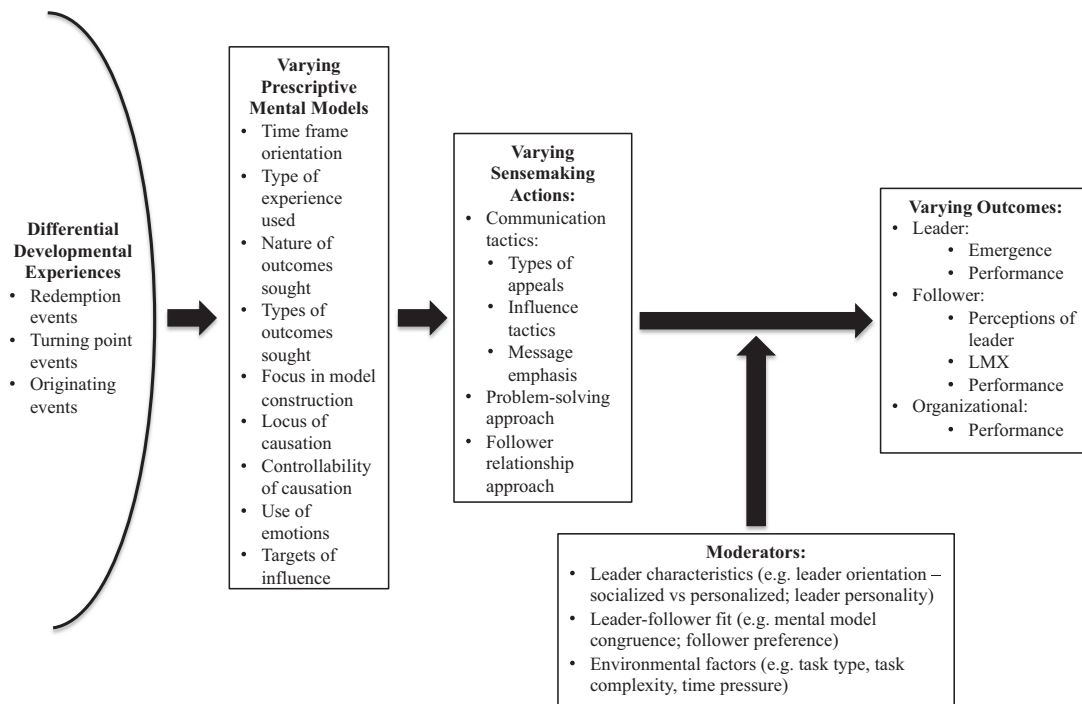 Differential
Developmental
Experiences
• Redemption
events
• Turning point
events
• Originating
events
Varying
Prescriptive
Mental Models
• Time frame
orientation
• Type of
experience
used
• Nature of
outcomes
sought
• Types of
outcomes
sought
• Focus in model
construction
• Locus of
causation
• Controllability
of causation
• Use of
emotions
• Targets of
influence
Varying
Sensemaking
Actions:
• Communication
tactics:
• Types of
appeals
• Influence
tactics
• Message
emphasis
• Problem-solving
approach
• Follower
relationship
approach
Varying Outcomes:
• Leader:
• Emergence
• Performance
• Follower:
• Perceptions of
leader
• LMX
• Performance
• Organizational:
• Performance
Moderators:
• Leader characteristics (e.g. leader orientation –
socialized vs personalized; leader personality)
• Leader-follower fit (e.g. mental model
congruence; follower preference)
• Environmental factors (e.g. task type, task
complexity, time pressure)